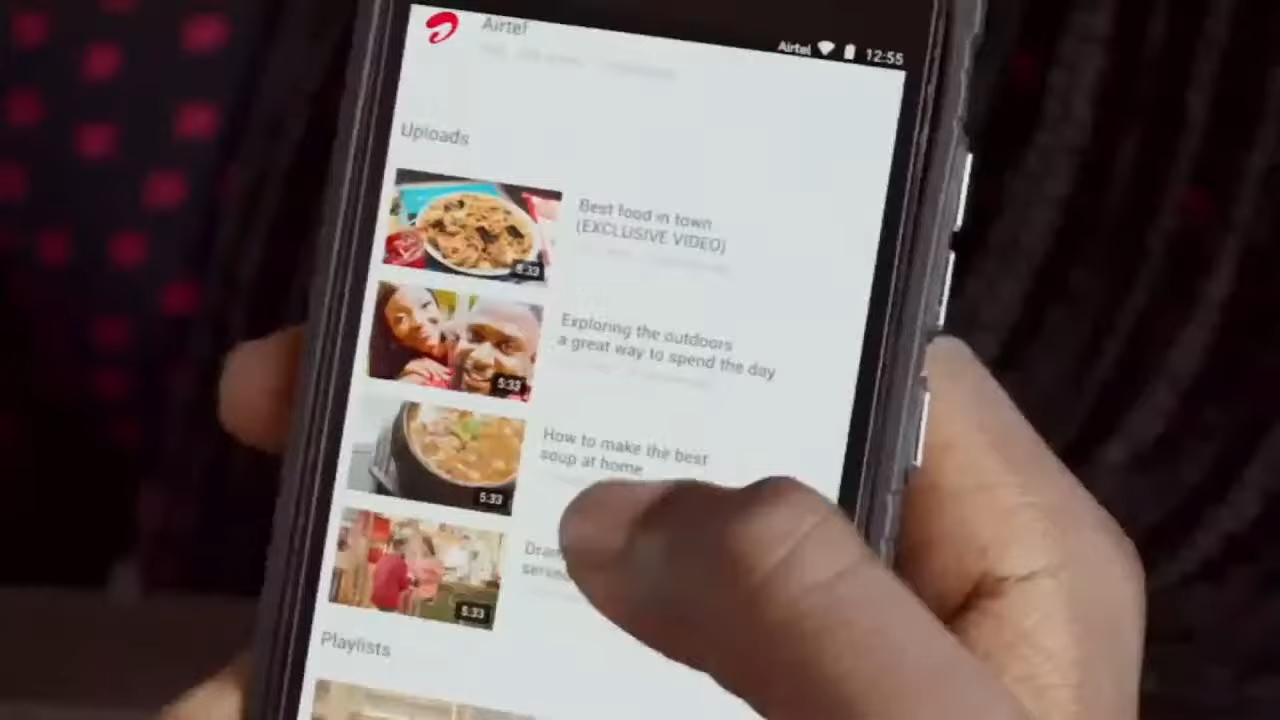 Airtel
Airtel 12:55
Uploads
Best food in town
(EXCLUSIVE VIDEO)
5:33
Exploring the outdoors
a great way to spend the day
5:33
How to make the best
soup at home
5:33
5:33
Playlists